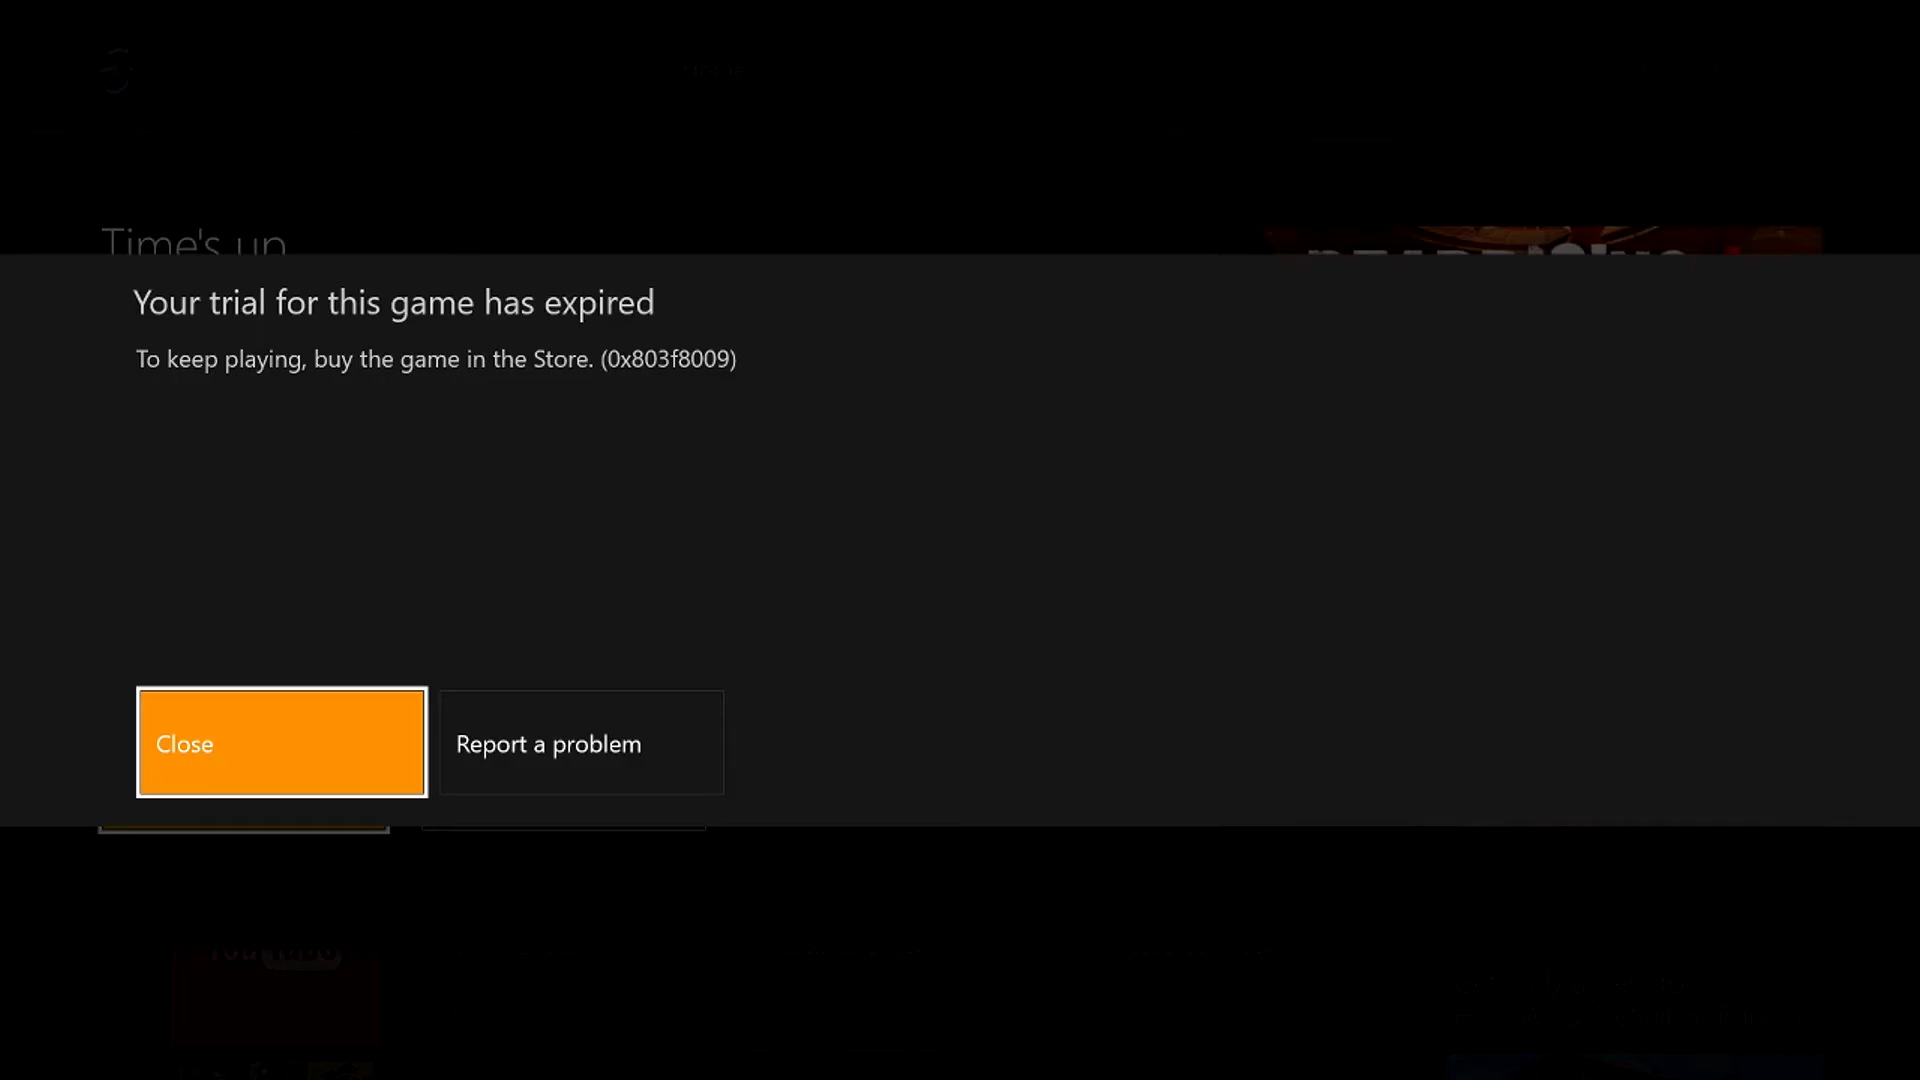 Time's up
Your trial for this game has expired
To keep playing, buy the game in the Store. (0x803f8009)
Close
Report a problem